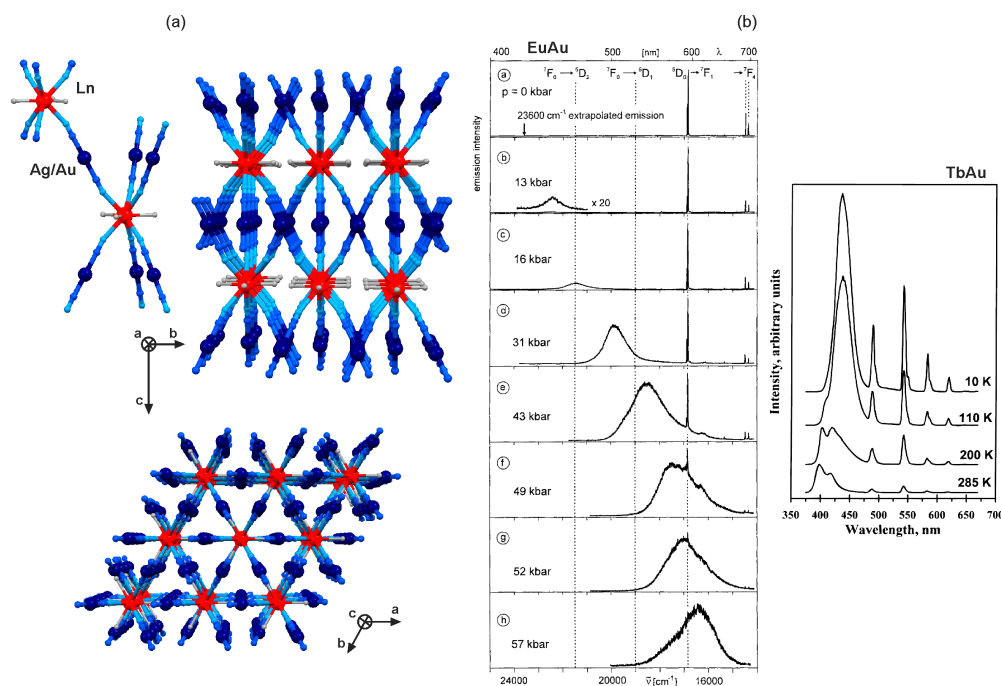 (a)
(b)
Ln
Ag/Au
a
b
c
c
a
b
400 EuAu 500 [nm] 600 λ 700
⁷F₀ → ⁵D₂ ⁷F₀ → ⁵D₁ ⁵D₀ → ⁷F₁ → ⁷F₄
emission intensity
a
p = 0 kbar
23600 cm⁻¹ extrapolated emission
b
13 kbar
x 20
c
16 kbar
d
31 kbar
e
43 kbar
f
49 kbar
g
52 kbar
h
57 kbar
24000 20000 18000 ν̃ [cm⁻¹] 16000
TbAu
Intensity, arbitrary units
10 K
110 K
200 K
285 K
350 400 450 500 550 600 650 700
Wavelength, nm